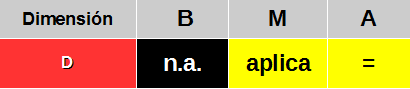 Dimensión B M A
D n.a. aplica =